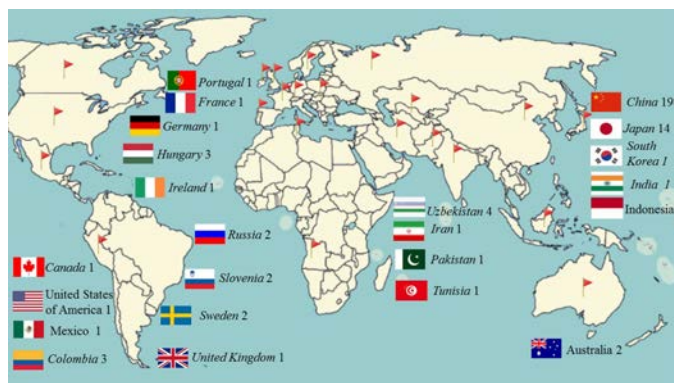 Portugal 1
France 1
Germany 1
Hungary 3
Ireland 1
Russia 2
Slovenia 2
Sweden 2
United Kingdom 1
Canada 1
United States
of America 1
Mexico 1
Colombia 3
China 19
Japan 14
South
Korea 1
India 1
Indonesia
Uzbekistan 4
Iran 1
Pakistan 1
Tunisia 1
Australia 2